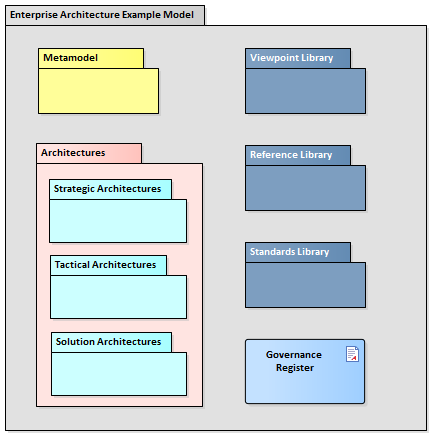 Enterprise Architecture Example Model
Metamodel
Viewpoint Library
Architectures
Reference Library
Strategic Architectures
Standards Library
Tactical Architectures
Solution Architectures
Governance
Register